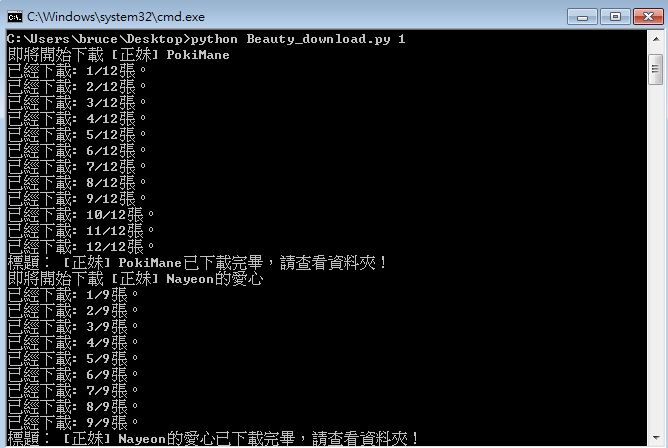 C:\Windows\system32\cmd.exe
C:\Users\bruce\Desktop>python Beauty_download.py 1
即將開始下載 [正妹] PokiMane
已經下載: 1/12張。
已經下載: 2/12張。
已經下載: 3/12張。
已經下載: 4/12張。
已經下載: 5/12張。
已經下載: 6/12張。
已經下載: 7/12張。
已經下載: 8/12張。
已經下載: 9/12張。
已經下載: 10/12張。
已經下載: 11/12張。
已經下載: 12/12張。
標題： [正妹] PokiMane已下載完畢，請查看資料夾！
即將開始下載 [正妹] Nayeon的愛心
已經下載: 1/9張。
已經下載: 2/9張。
已經下載: 3/9張。
已經下載: 4/9張。
已經下載: 5/9張。
已經下載: 6/9張。
已經下載: 7/9張。
已經下載: 8/9張。
已經下載: 9/9張。
標題： [正妹] Nayeon的愛心已下載完畢，請查看資料夾！